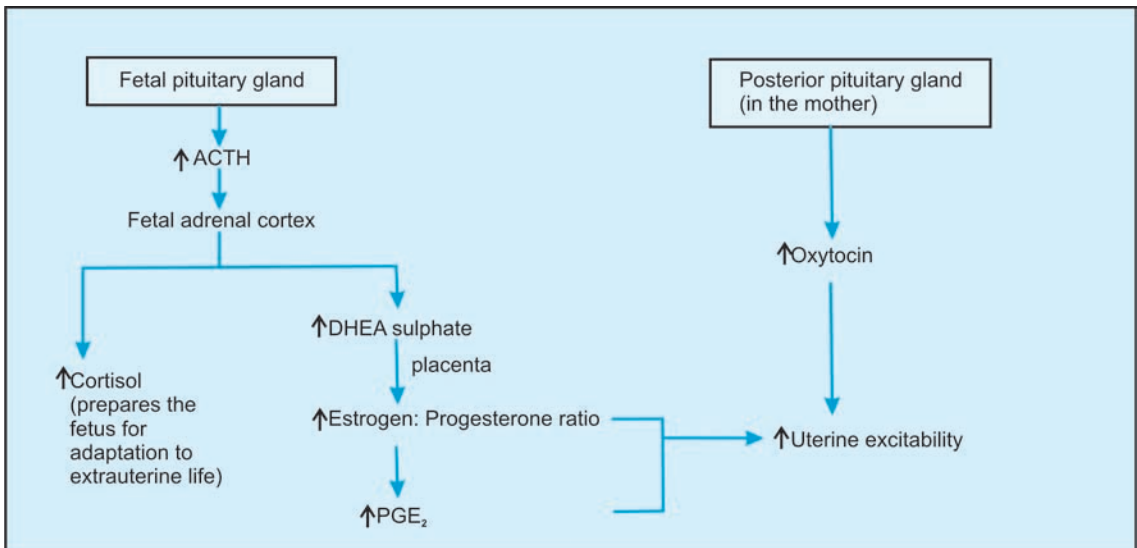 Fetal pituitary gland
Posterior pituitary gland
(in the mother)
↑ACTH
Fetal adrenal cortex
↑Oxytocin
↑DHEA sulphate
placenta
↑Cortisol
(prepares the
fetus for
adaptation to
extrauterine life)
↑Estrogen: Progesterone ratio
↑Uterine excitability
↑PGE₂